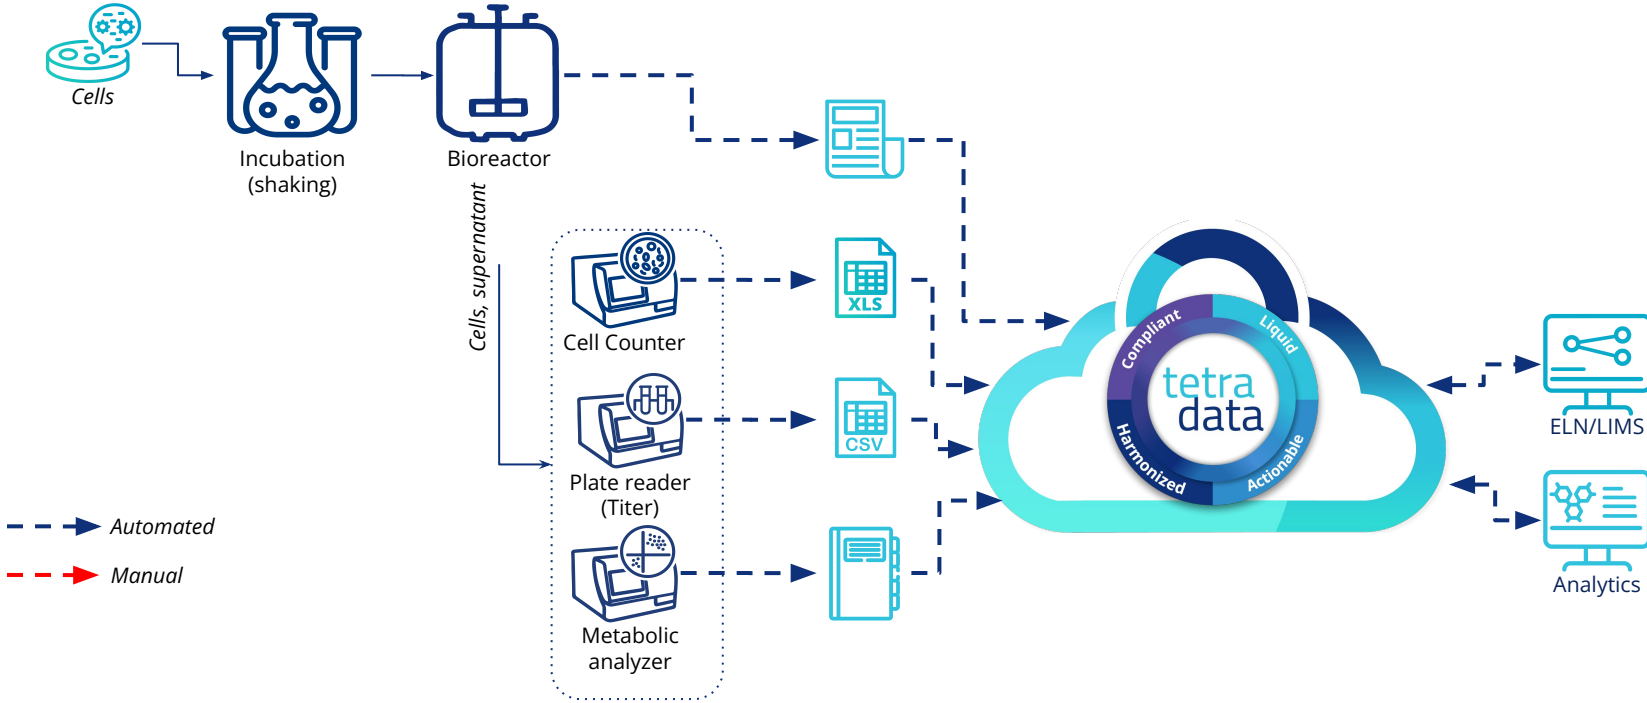 Cells
Incubation
(shaking)
Bioreactor
Cells, supernatant
Cell Counter
Plate reader
(Titer)
Metabolic
analyzer
XLS
CSV
Compliant
Liquid
Harmonized
Actionable
tetra
data
ELN/LIMS
Analytics
Automated
Manual